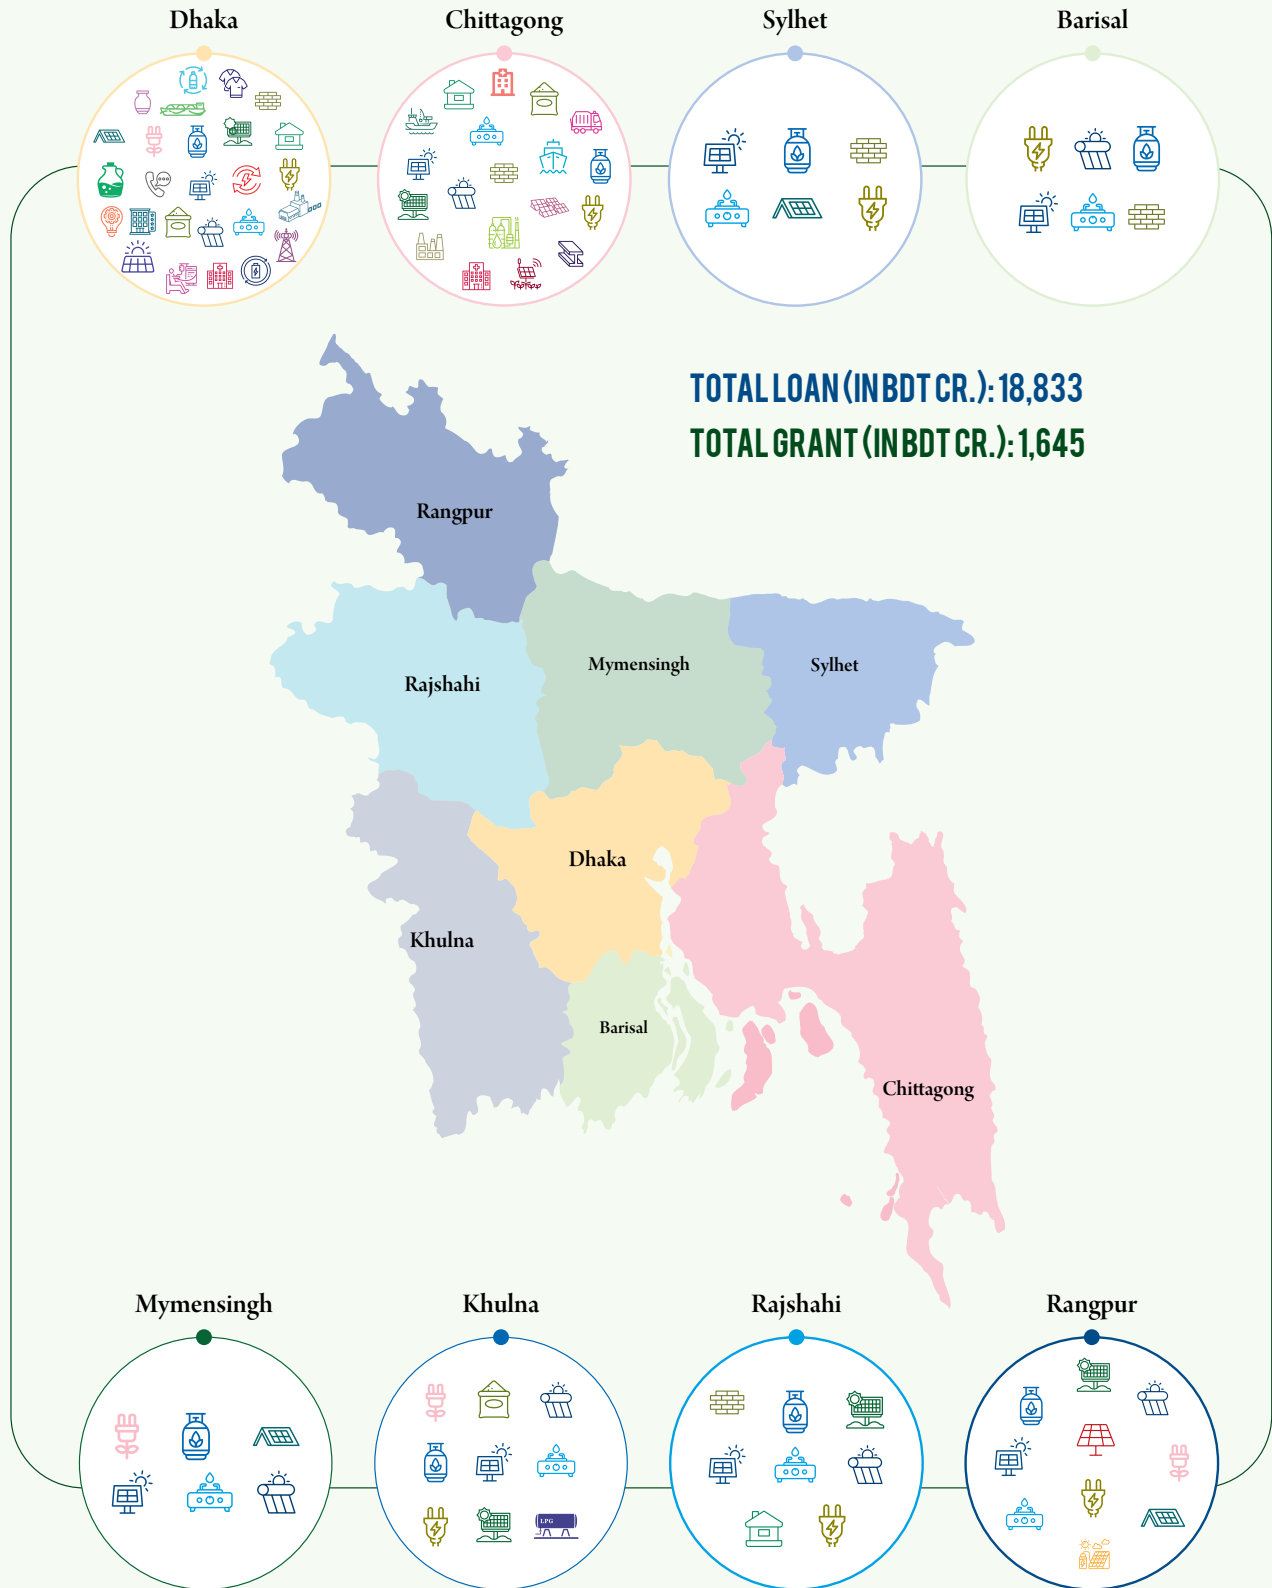 Dhaka
Chittagong
Sylhet
Barisal
TOTAL LOAN (IN BDT CR.): 18,833
TOTAL GRANT (IN BDT CR.): 1,645
Rangpur
Mymensingh
Sylhet
Rajshahi
Dhaka
Khulna
Barisal
Chittagong
Mymensingh
Khulna
Rajshahi
Rangpur
LPG